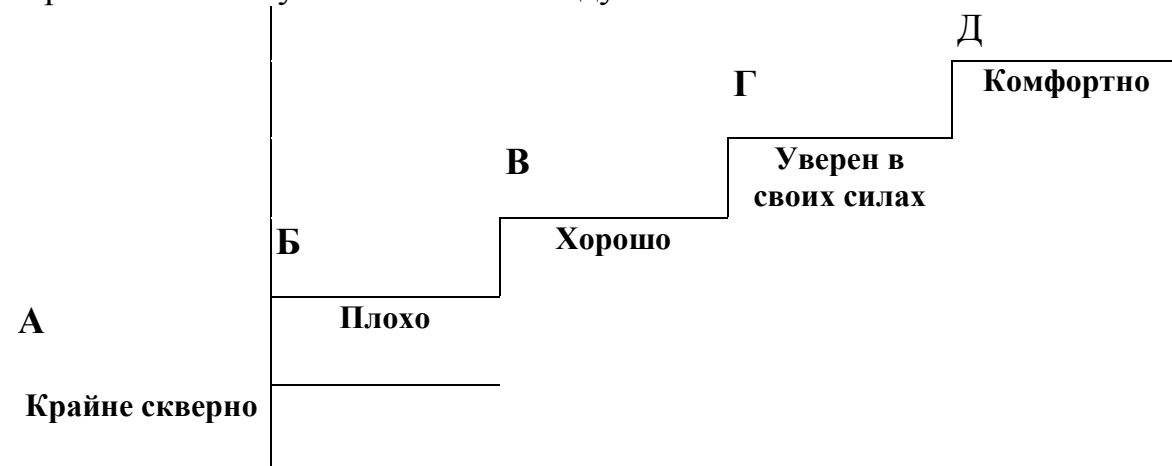 Д
Комфортно
Г
Уверен в
своих силах
В
Хорошо
Б
Плохо
А
Крайне скверно